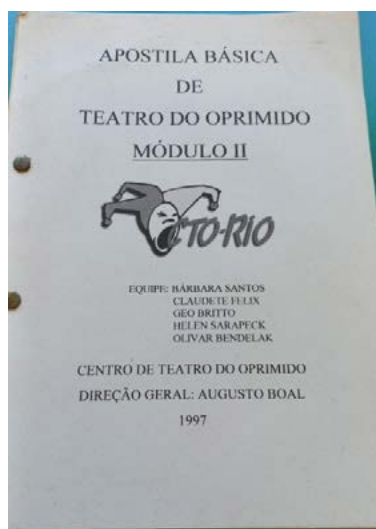 APOSTILA BÁSICA
DE
TEATRO DO OPRIMIDO
MÓDULO II
CTO-RIO
EQUIPE: BÁRBARA SANTOS
CLAUDETE FELIX
GEO BRITTO
HELEN SARAPECK
OLIVAR BENDELAK
CENTRO DE TEATRO DO OPRIMIDO
DIREÇÃO GERAL: AUGUSTO BOAL
1997